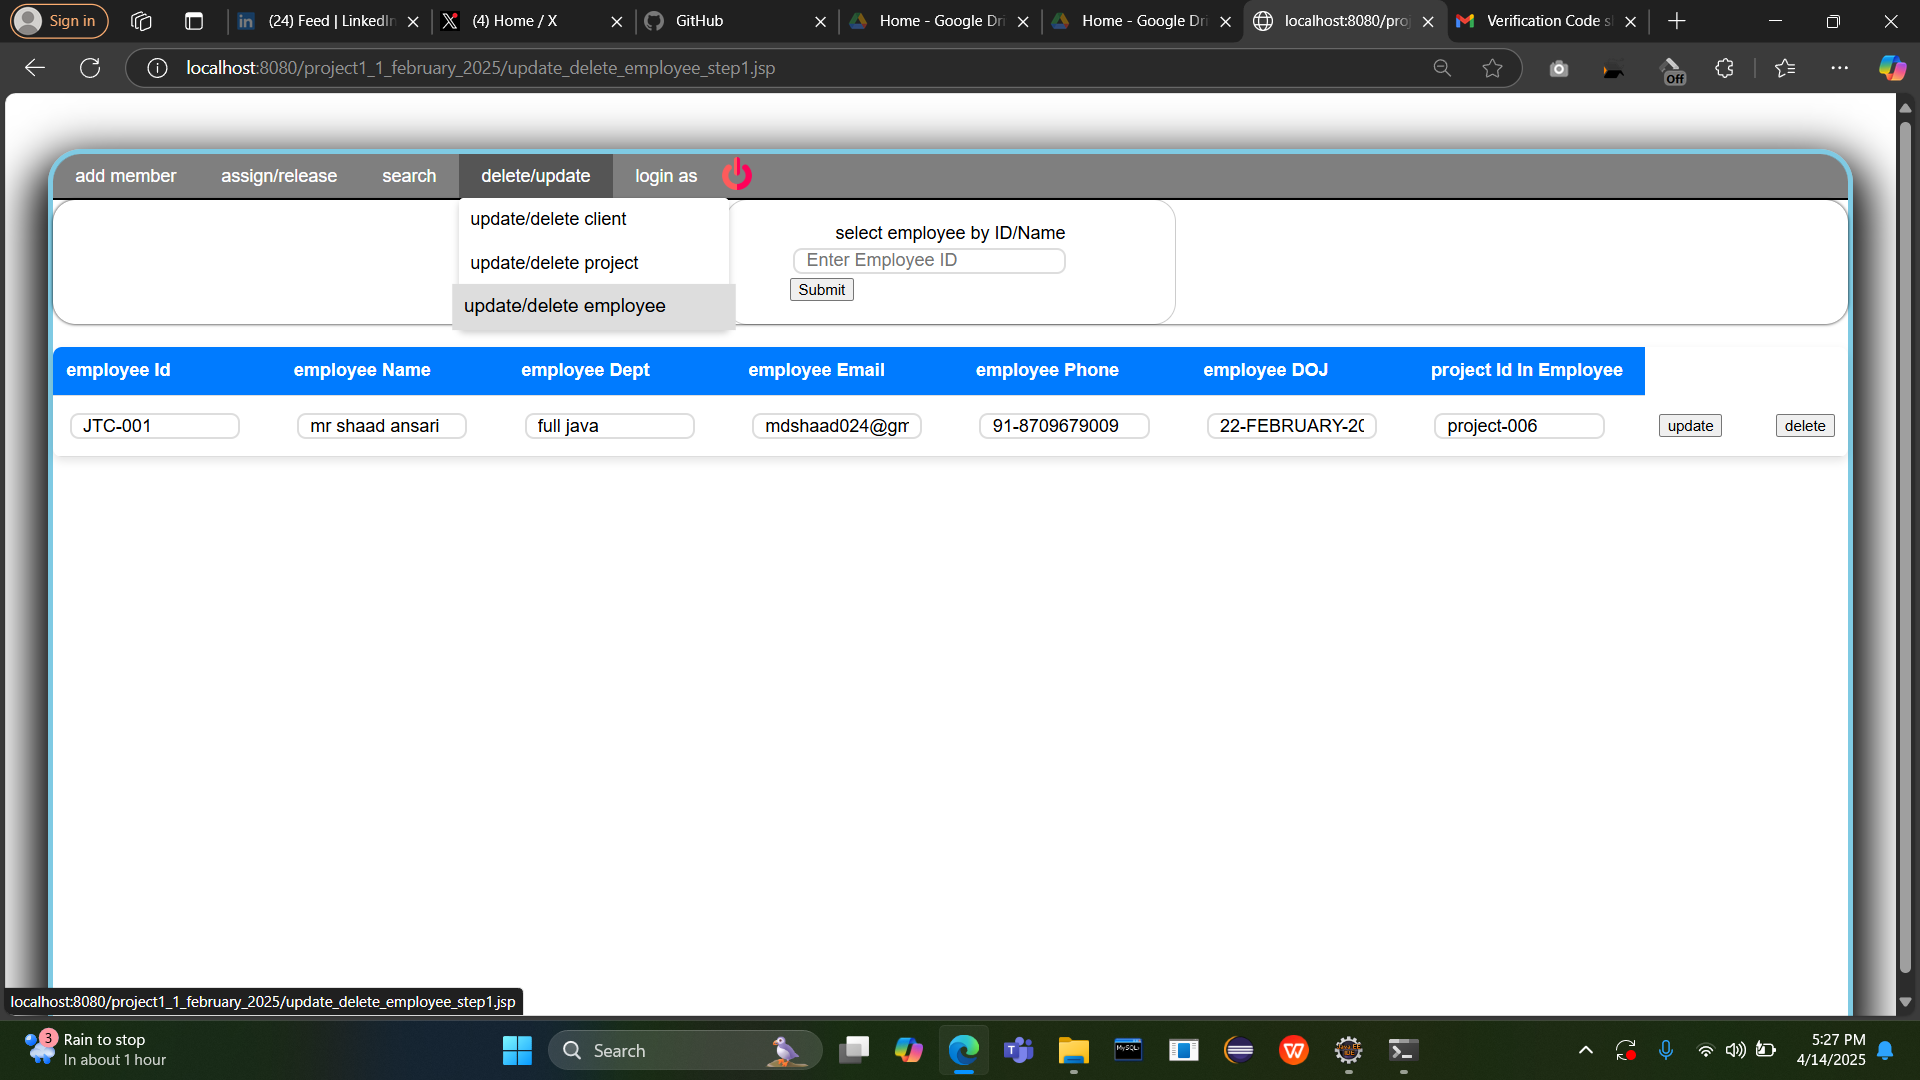 Sign in
(24) Feed | LinkedIn
(4) Home / X
GitHub
Home - Google Dri
Home - Google Dri
localhost:8080/proj
Verification Code s
localhost:8080/project1_1_february_2025/update_delete_employee_step1.jsp
Off
add member
assign/release
search
delete/update
login as
update/delete client
update/delete project
update/delete employee
select employee by ID/Name
Enter Employee ID
Submit
employee Id employee Name employee Dept employee Email employee Phone employee DOJ project Id In Employee
JTC-001 mr shaad ansari full java mdshaad024@gm 91-8709679009 22-FEBRUARY-20 project-006 update delete
localhost:8080/project1_1_february_2025/update_delete_employee_step1.jsp
3
Rain to stop
In about 1 hour
Search
MySQL
5:27 PM
4/14/2025